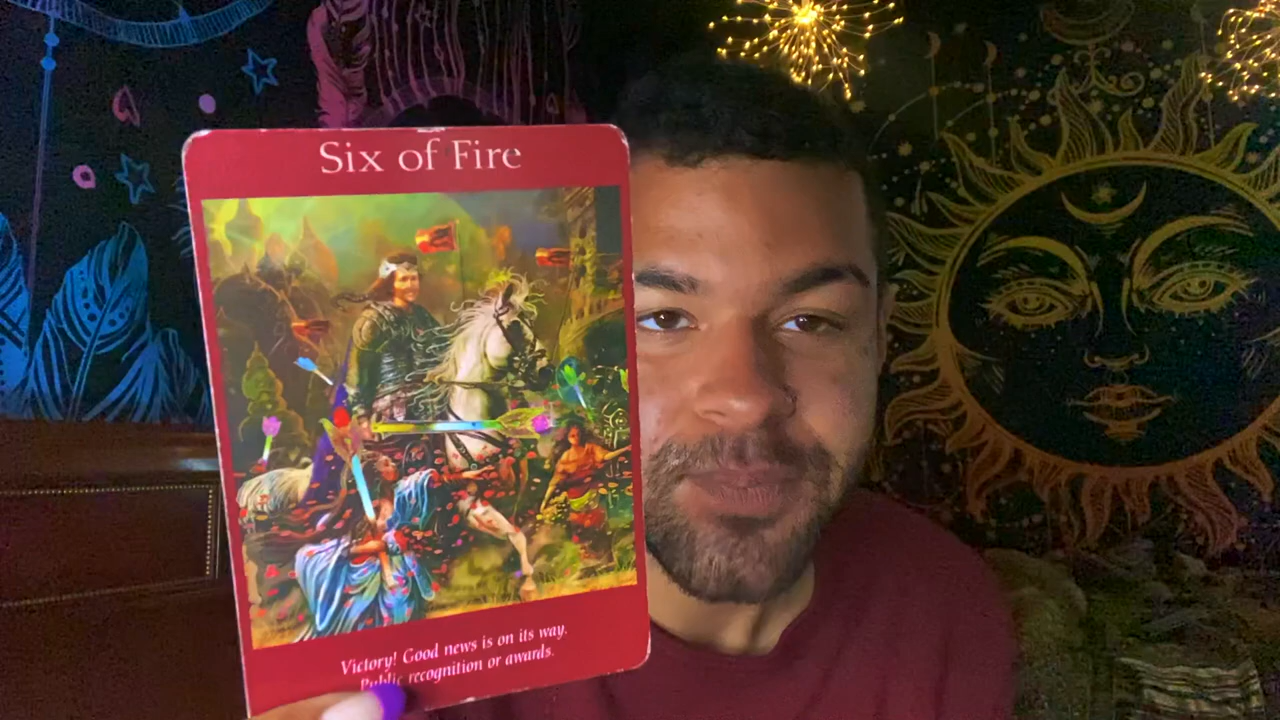 Six of Fire
Victory! Good news is on its way.
Public recognition or awards.